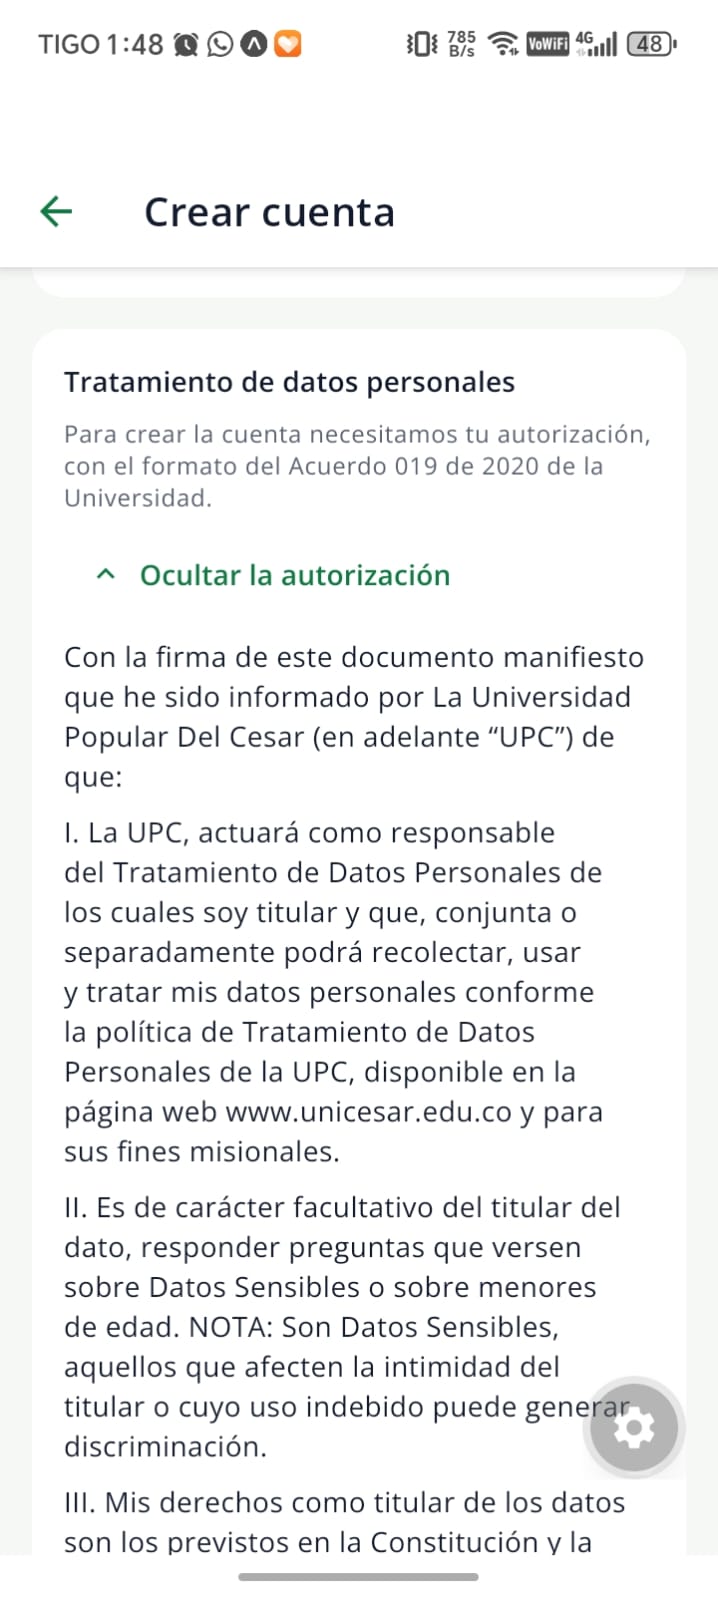 TIGO 1:48
785 B/s VoWiFi 4G 48
Crear cuenta
Tratamiento de datos personales
Para crear la cuenta necesitamos tu autorización,
con el formato del Acuerdo 019 de 2020 de la
Universidad.
Ocultar la autorización
Con la firma de este documento manifiesto
que he sido informado por La Universidad
Popular Del Cesar (en adelante “UPC”) de
que:
I. La UPC, actuará como responsable
del Tratamiento de Datos Personales de
los cuales soy titular y que, conjunta o
separadamente podrá recolectar, usar
y tratar mis datos personales conforme
la política de Tratamiento de Datos
Personales de la UPC, disponible en la
página web www.unicesar.edu.co y para
sus fines misionales.
II. Es de carácter facultativo del titular del
dato, responder preguntas que versen
sobre Datos Sensibles o sobre menores
de edad. NOTA: Son Datos Sensibles,
aquellos que afecten la intimidad del
titular o cuyo uso indebido puede generar
discriminación.
III. Mis derechos como titular de los datos
son los previstos en la Constitución y la